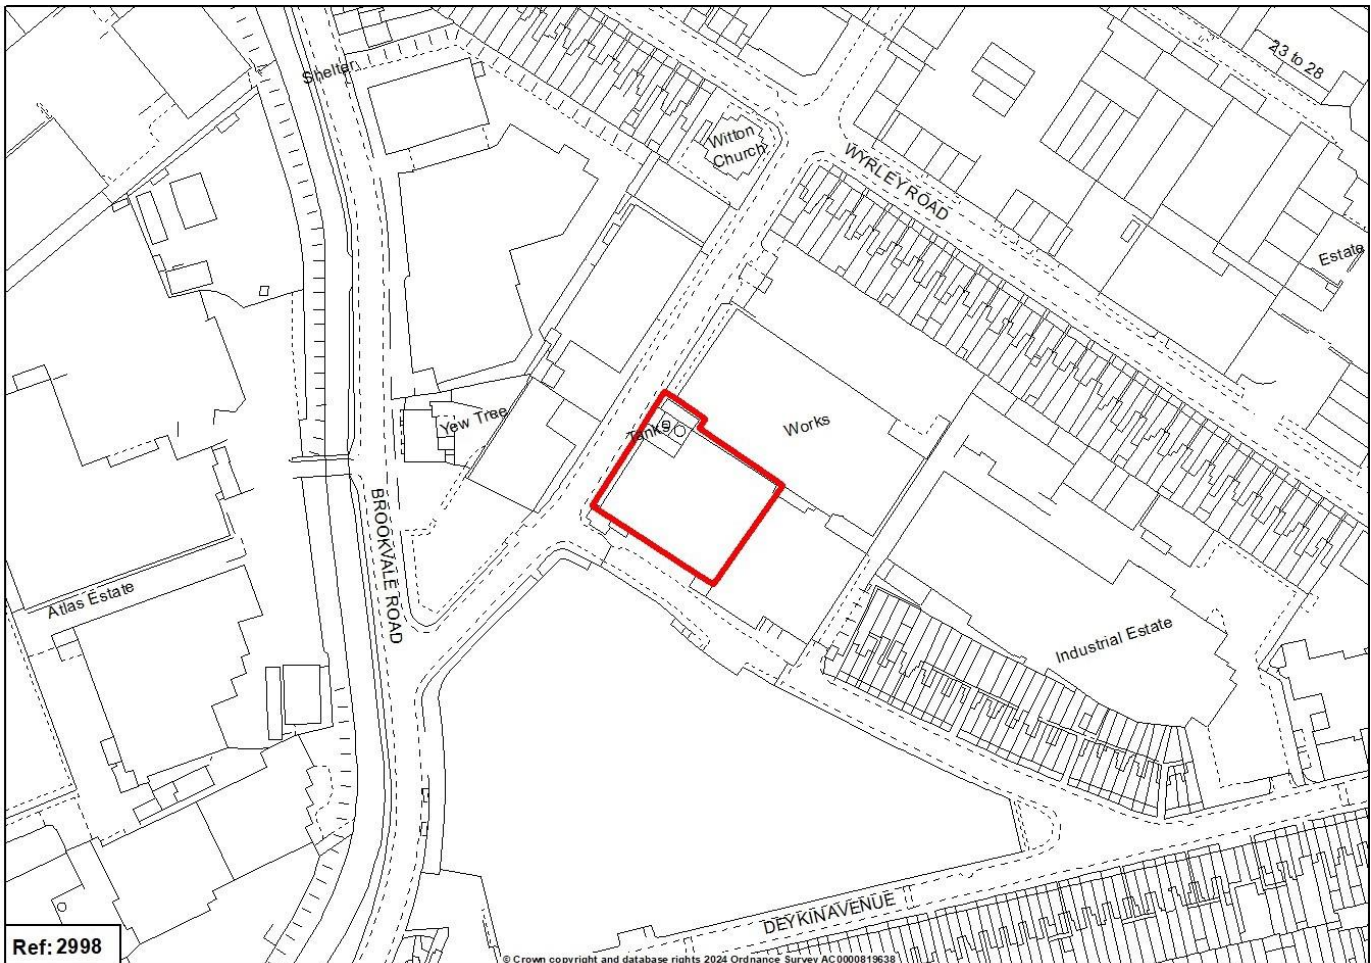 23 to 28
Shelter
Witton
Church
WYRLEY ROAD
Estate
Yew Tree
Tanks
Works
BROOKVALE ROAD
Atlas Estate
Industrial Estate
DEYKIN AVENUE
Ref: 2998
© Crown copyright and database rights 2024 Ordnance Survey AC0000819638